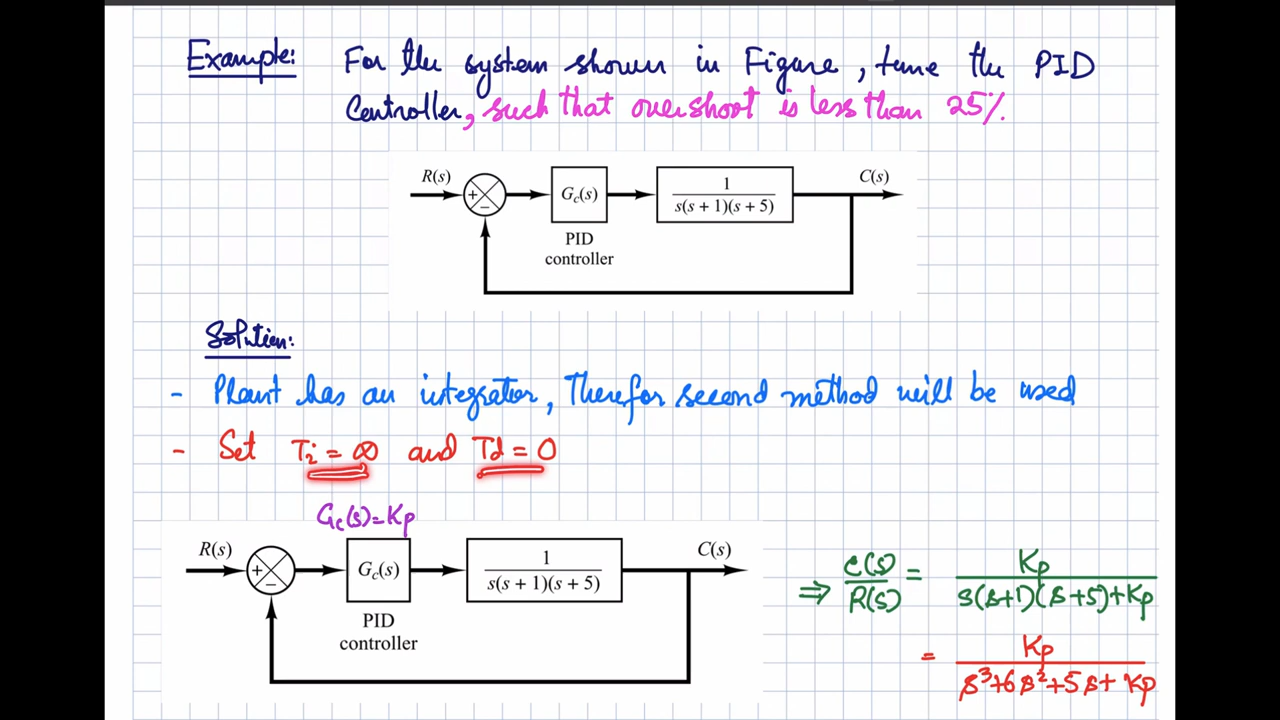 Example: For the system shown in Figure, tune the PID
Controller, such that overshoot is less than 25%.
R(s) + − Gc(s) 1 C(s)
s(s + 1)(s + 5)
PID
controller
Solution:
- Plant has an integrator, Therefor second method will be used
- Set Ti = ∞ and Td = 0
Gc(s)=Kp
R(s) + − Gc(s) 1 C(s)
s(s + 1)(s + 5)
PID
controller
⇒ C(s) = Kp
R(s) s(s+1)(s+5)+Kp
= Kp
s³+6s²+5s+Kp